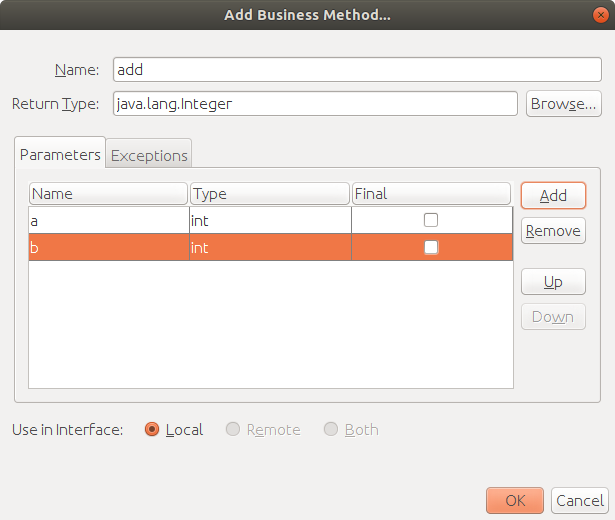 Add Business Method...
Name: add
Return Type: java.lang.Integer Browse...
Parameters Exceptions
Name Type Final Add
a int
b int Remove
Up
Down
Use in Interface: Local Remote Both
OK Cancel